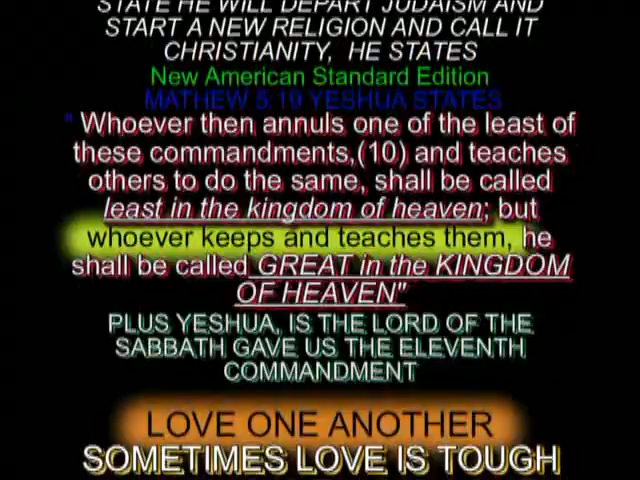 STATE HE WILL DEPART JUDAISM AND
START A NEW RELIGION AND CALL IT
CHRISTIANITY, HE STATES
New American Standard Edition
MATHEW 5:19 YESHUA STATES
" Whoever then annuls one of the least of
these commandments,(10) and teaches
others to do the same, shall be called
least in the kingdom of heaven; but
whoever keeps and teaches them, he
shall be called GREAT in the KINGDOM
OF HEAVEN"
PLUS YESHUA, IS THE LORD OF THE
SABBATH GAVE US THE ELEVENTH
COMMANDMENT
LOVE ONE ANOTHER
SOMETIMES LOVE IS TOUGH